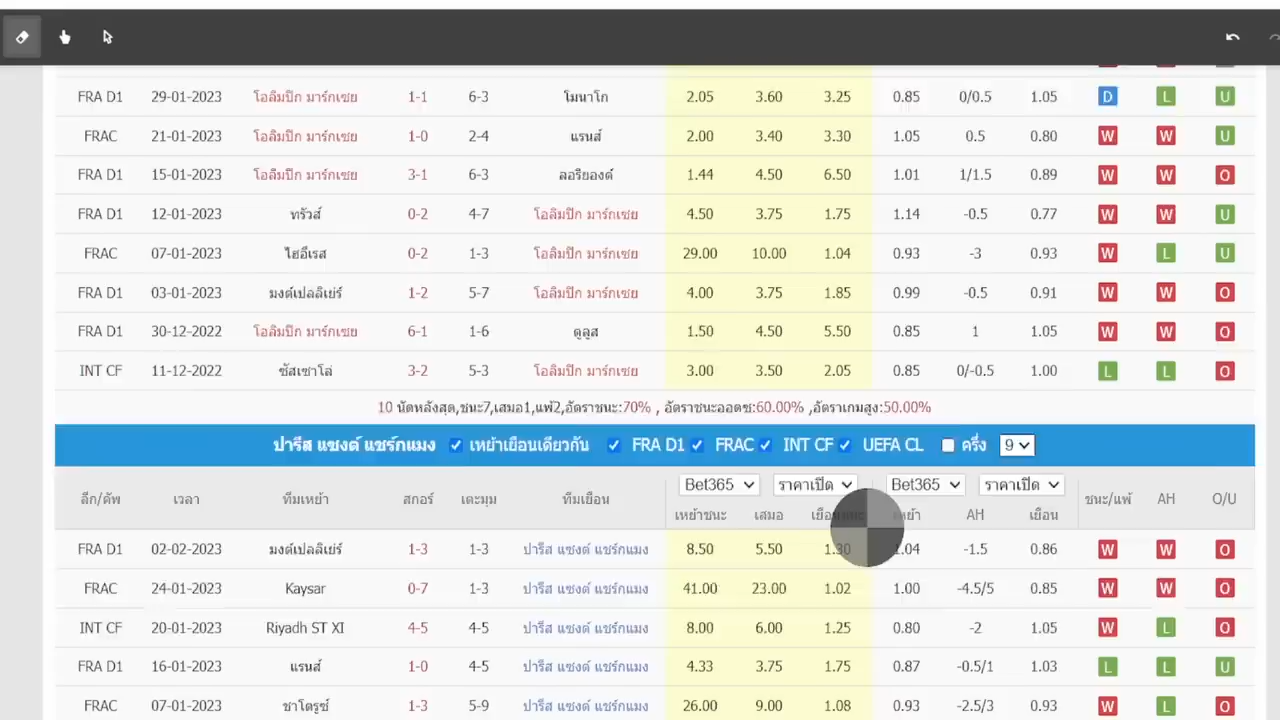 FRA D1 29-01-2023 โอลิมปิก มาร์กเซย 1-1 6-3 โมนาโก 2.05 3.60 3.25 0.85 0/0.5 1.05 D L U
FRAC 21-01-2023 โอลิมปิก มาร์กเซย 1-0 2-4 แรนส์ 2.00 3.40 3.30 1.05 0.5 0.80 W W U
FRA D1 15-01-2023 โอลิมปิก มาร์กเซย 3-1 6-3 ลอริยองต์ 1.44 4.50 6.50 1.01 1/1.5 0.89 W W O
FRA D1 12-01-2023 ทรัวส์ 0-2 4-7 โอลิมปิก มาร์กเซย 4.50 3.75 1.75 1.14 -0.5 0.77 W W U
FRAC 07-01-2023 ไฮอีเรส 0-2 1-3 โอลิมปิก มาร์กเซย 29.00 10.00 1.04 0.93 -3 0.93 W L U
FRA D1 03-01-2023 มงต์เปลลิเย่ร์ 1-2 5-7 โอลิมปิก มาร์กเซย 4.00 3.75 1.85 0.99 -0.5 0.91 W W O
FRA D1 30-12-2022 โอลิมปิก มาร์กเซย 6-1 1-6 ตูลูส 1.50 4.50 5.50 0.85 1 1.05 W W O
INT CF 11-12-2022 ซัสเซาโล่ 3-2 5-3 โอลิมปิก มาร์กเซย 3.00 3.50 2.05 0.85 0/-0.5 1.00 L L O
10 นัดหลังสุด,ชนะ7,เสมอ1,แพ้2,อัตราชนะ:70% , อัตราชนะออดซ:60.00% ,อัตราเกมสูง:50.00%
ปารีส แซงต์ แชร์กแมง เหย้าเยือนเดียวกัน FRA D1 FRAC INT CF UEFA CL ครึ่ง 9
Bet365 ราคาเปิด Bet365 ราคาเปิด
ลีก/คัพ เวลา ทีมเหย้า สกอร์ เตะมุม ทีมเยือน เหย้าชนะ เสมอ เยือนชนะ เหย้า AH เยือน ชนะ/แพ้ AH O/U
FRA D1 02-02-2023 มงต์เปลลิเย่ร์ 1-3 1-3 ปารีส แซงต์ แชร์กแมง 8.50 5.50 1.30 1.04 -1.5 0.86 W W O
FRAC 24-01-2023 Kaysar 0-7 1-3 ปารีส แซงต์ แชร์กแมง 41.00 23.00 1.02 1.00 -4.5/5 0.85 W W O
INT CF 20-01-2023 Riyadh ST XI 4-5 4-5 ปารีส แซงต์ แชร์กแมง 8.00 6.00 1.25 0.80 -2 1.05 W L O
FRA D1 16-01-2023 แรนส์ 1-0 4-5 ปารีส แซงต์ แชร์กแมง 4.33 3.75 1.75 0.87 -0.5/1 1.03 L L U
FRAC 07-01-2023 ชาโตรูซ์ 1-3 5-9 ปารีส แซงต์ แชร์กแมง 26.00 9.00 1.08 0.93 -2.5/3 0.93 W L O